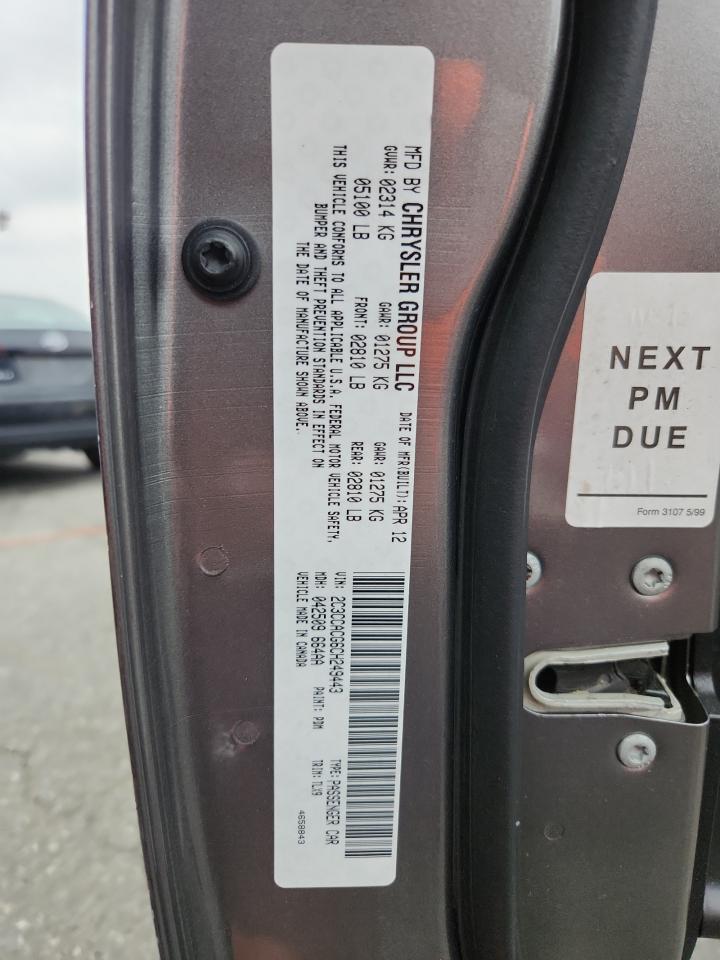 MFD BY CHRYSLER GROUP LLC DATE OF MFR(BUILT): APR 12
GVWR: 02314 KG GAWR: 01275 KG GAWR: 01275 KG
05100 LB FRONT: 02810 LB REAR: 02810 LB
THIS VEHICLE CONFORMS TO ALL APPLICABLE U.S.A. FEDERAL MOTOR VEHICLE SAFETY,
BUMPER AND THEFT PREVENTION STANDARDS IN EFFECT ON
THE DATE OF MANUFACTURE SHOWN ABOVE.
VIN: 2C3CCACG6CH249443 TYPE: PASSENGER CAR
MDH: 042509 664AA PAINT: PDM TRIM: TLX9
VEHICLE MADE IN CANADA 4658843
NEXT
PM
DUE
Form 3107 5/99